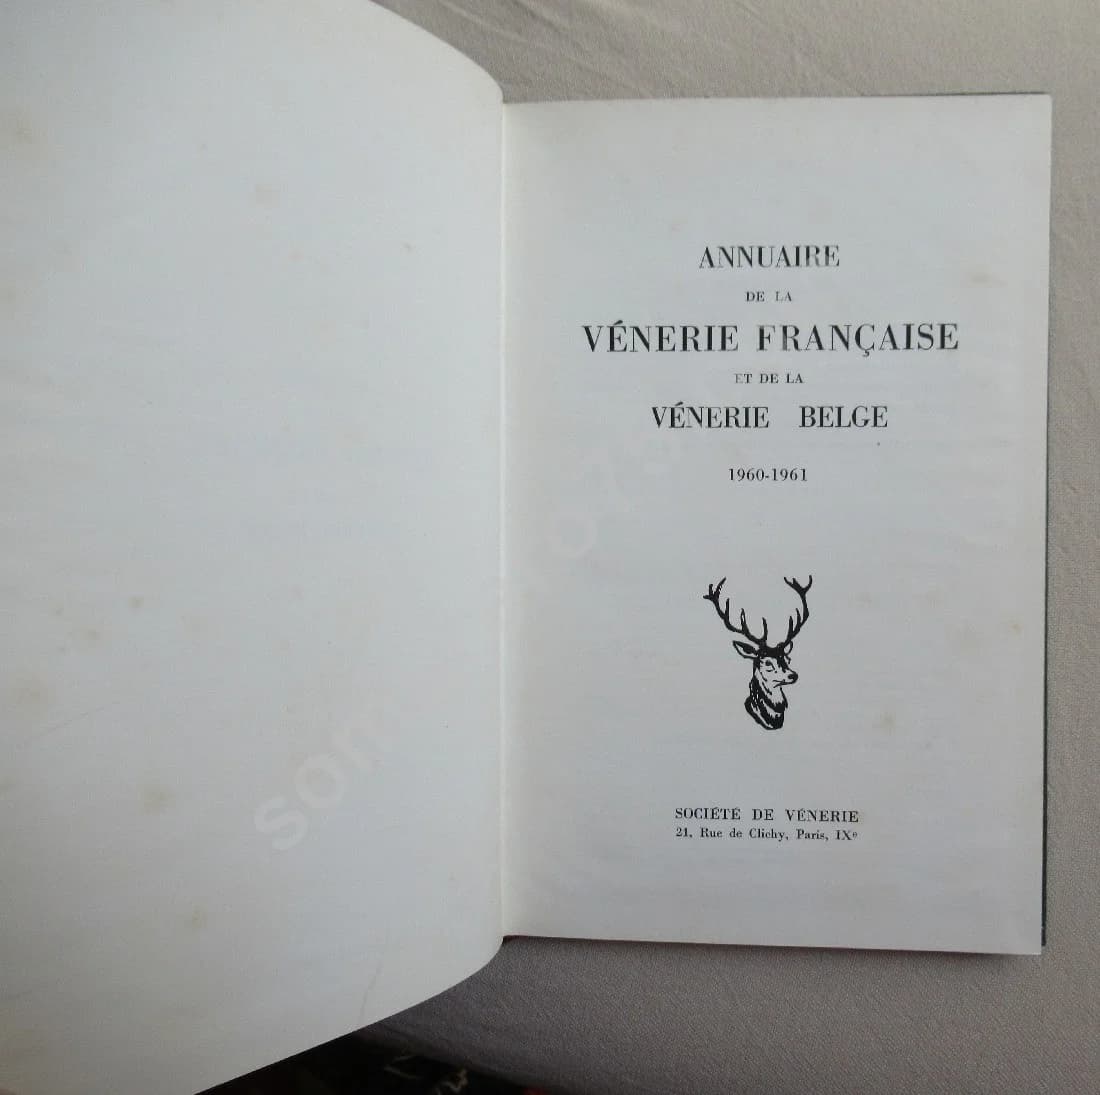 ANNUAIRE
DE LA
VÉNERIE FRANÇAISE
ET DE LA
VÉNERIE BELGE
1960-1961
SOCIÉTÉ DE VÉNERIE
21, Rue de Clichy, Paris, IXe